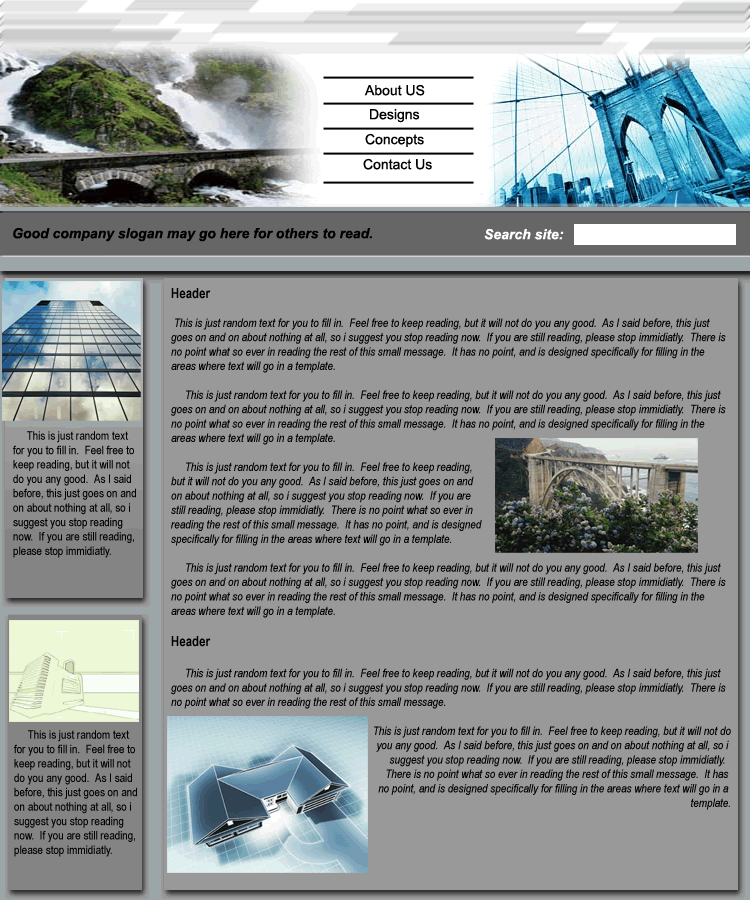 About US
Designs
Concepts
Contact Us
Good company slogan may go here for others to read.
Search site:
This is just random text
for you to fill in. Feel free to
keep reading, but it will not
do you any good. As I said
before, this just goes on and
on about nothing at all, so i
suggest you stop reading
now. If you are still reading,
please stop immidiatly.
This is just random text
for you to fill in. Feel free to
keep reading, but it will not
do you any good. As I said
before, this just goes on and
on about nothing at all, so i
suggest you stop reading
now. If you are still reading,
please stop immidiatly.
Header
This is just random text for you to fill in. Feel free to keep reading, but it will not do you any good. As I said before, this just
goes on and on about nothing at all, so i suggest you stop reading now. If you are still reading, please stop immidiatly. There is
no point what so ever in reading the rest of this small message. It has no point, and is designed specifically for filling in the
areas where text will go in a template.
This is just random text for you to fill in. Feel free to keep reading, but it will not do you any good. As I said before, this just
goes on and on about nothing at all, so i suggest you stop reading now. If you are still reading, please stop immidiatly. There is
no point what so ever in reading the rest of this small message. It has no point, and is designed specifically for filling in the
areas where text will go in a template.
This is just random text for you to fill in. Feel free to keep reading,
but it will not do you any good. As I said before, this just goes on and
on about nothing at all, so i suggest you stop reading now. If you are
still reading, please stop immidiatly. There is no point what so ever in
reading the rest of this small message. It has no point, and is designed
specifically for filling in the areas where text will go in a template.
This is just random text for you to fill in. Feel free to keep reading, but it will not do you any good. As I said before, this just
goes on and on about nothing at all, so i suggest you stop reading now. If you are still reading, please stop immidiatly. There is
no point what so ever in reading the rest of this small message. It has no point, and is designed specifically for filling in the
areas where text will go in a template.
Header
This is just random text for you to fill in. Feel free to keep reading, but it will not do you any good. As I said before, this just
goes on and on about nothing at all, so i suggest you stop reading now. If you are still reading, please stop immidiatly. There is
no point what so ever in reading the rest of this small message.
This is just random text for you to fill in. Feel free to keep reading, but it will not do
you any good. As I said before, this just goes on and on about nothing at all, so i
suggest you stop reading now. If you are still reading, please stop immidiatly.
There is no point what so ever in reading the rest of this small message. It has
no point, and is designed specifically for filling in the areas where text will go in a
template.